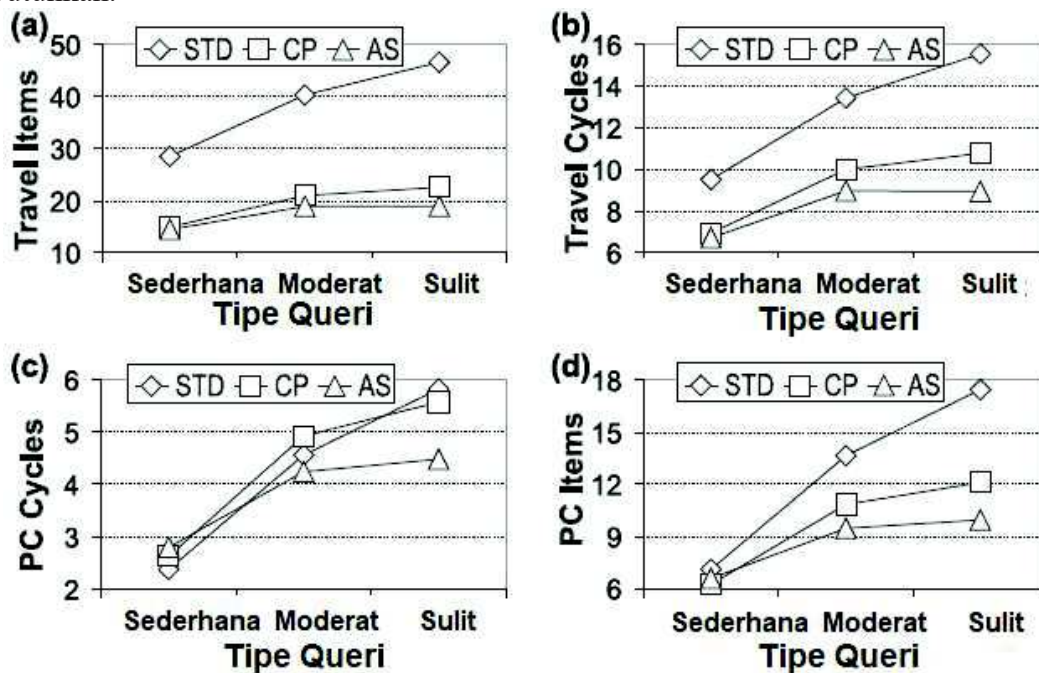 (a)
50
STD CP AS
40
30
20
10
Travel Items
Sederhana Moderat Sulit
Tipe Queri
(b)
16
STD CP AS
14
12
10
8
6
Travel Cycles
Sederhana Moderat Sulit
Tipe Queri
(c)
6
STD CP AS
5
4
3
2
PC Cycles
Sederhana Moderat Sulit
Tipe Queri
(d)
18
STD CP AS
15
12
9
6
PC Items
Sederhana Moderat Sulit
Tipe Queri